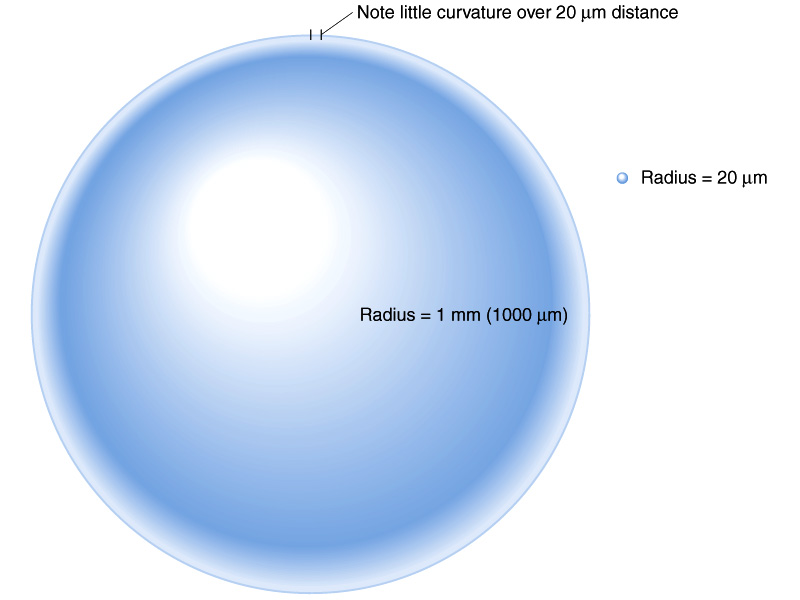 Note little curvature over 20 μm distance
Radius = 20 μm
Radius = 1 mm (1000 μm)